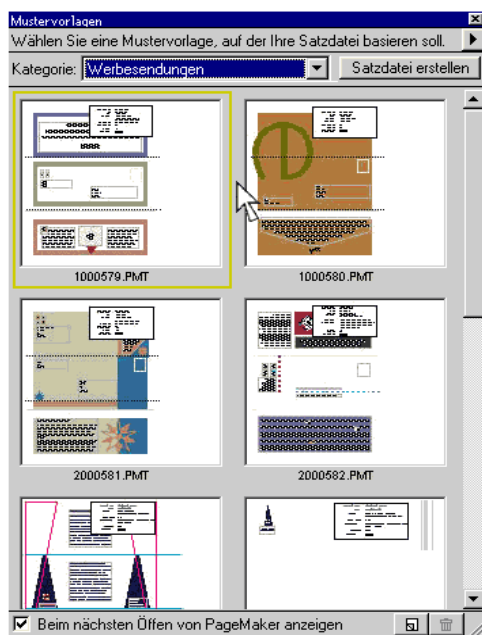 Mustervorlagen
Wählen Sie eine Mustervorlage, auf der Ihre Satzdatei basieren soll.
Kategorie: Werbesendungen Satzdatei erstellen
1000579.PMT 1000580.PMT
2000581.PMT 2000582.PMT
Beim nächsten Öffen von PageMaker anzeigen